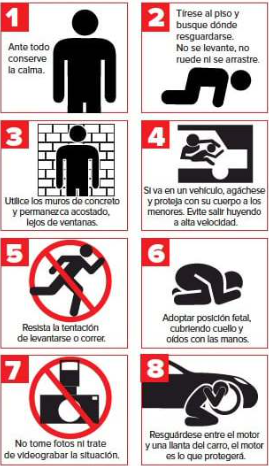 1
Ante todo
conserve
la calma.
2
Tírese al piso y
busque dónde
resguardarse.
No se levante, no
ruede ni se arrastre.
3
Utilice los muros de concreto
y permanezca acostado,
lejos de ventanas.
4
Si va en un vehículo, agáchese
y proteja con su cuerpo a los
menores. Evite salir huyendo
a alta velocidad.
5
Resista la tentación
de levantarse o correr.
6
Adoptar posición fetal,
cubriendo cuello y
oídos con las manos.
7
No tome fotos ni trate
de videograbar la situación.
8
Resguárdese entre el motor
y una llanta del carro, el motor
es lo que protegerá.